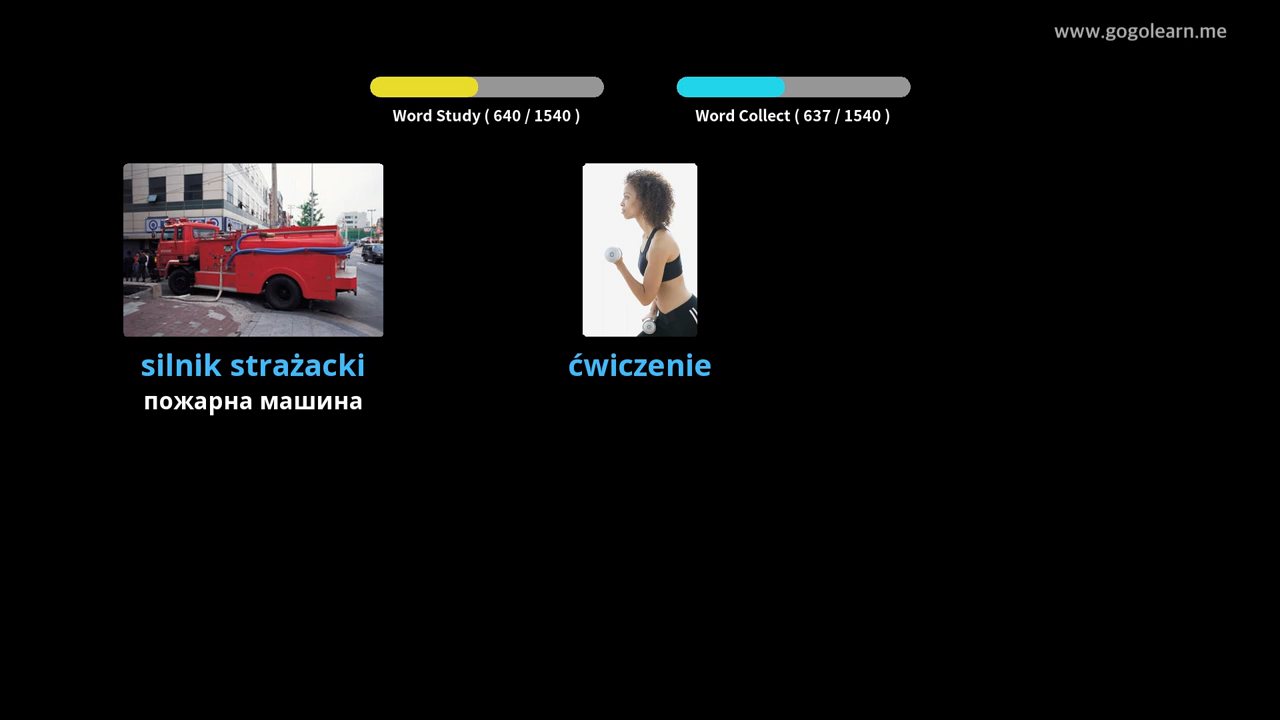 www.gogolearn.me
Word Study ( 640 / 1540 )
Word Collect ( 637 / 1540 )
silnik strażacki
пожарна машина
ćwiczenie